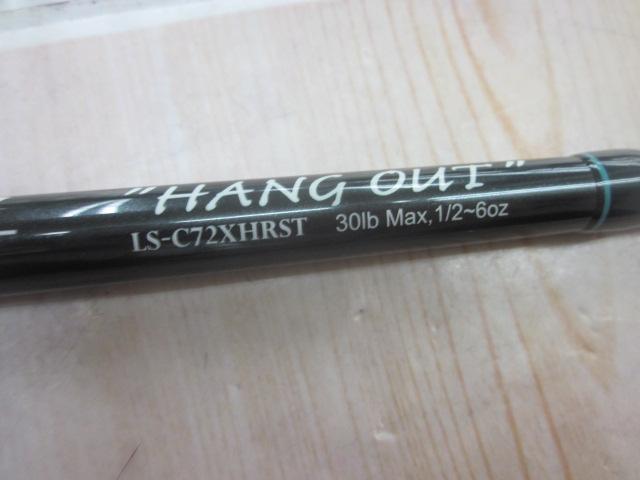 "HANG OUT"
LS-C72XHRST 30lb Max,1/2~6oz